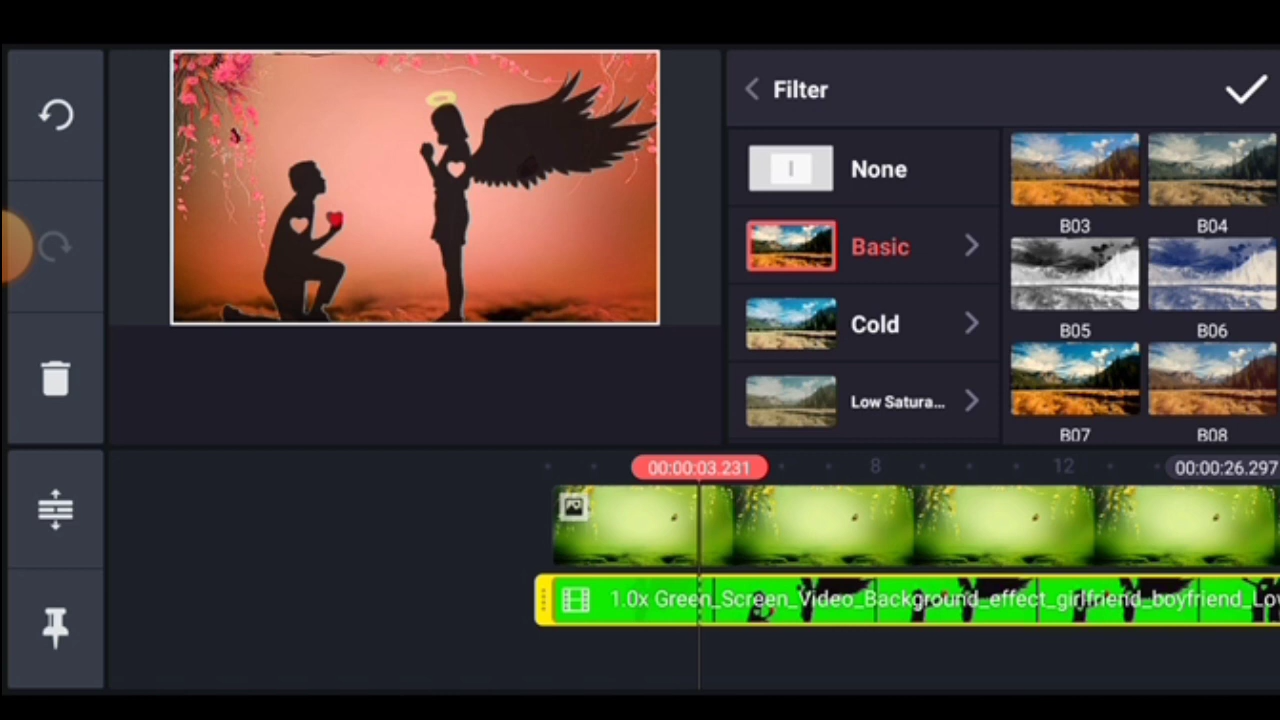 Filter
None
Basic
Cold
Low Satura...
B03
B04
B05
B06
B07
B08
00:00:03.231
8
12
00:00:26.297
1.0x Green_Screen_Video_Background_effect_girlfriend_boyfriend_Lov